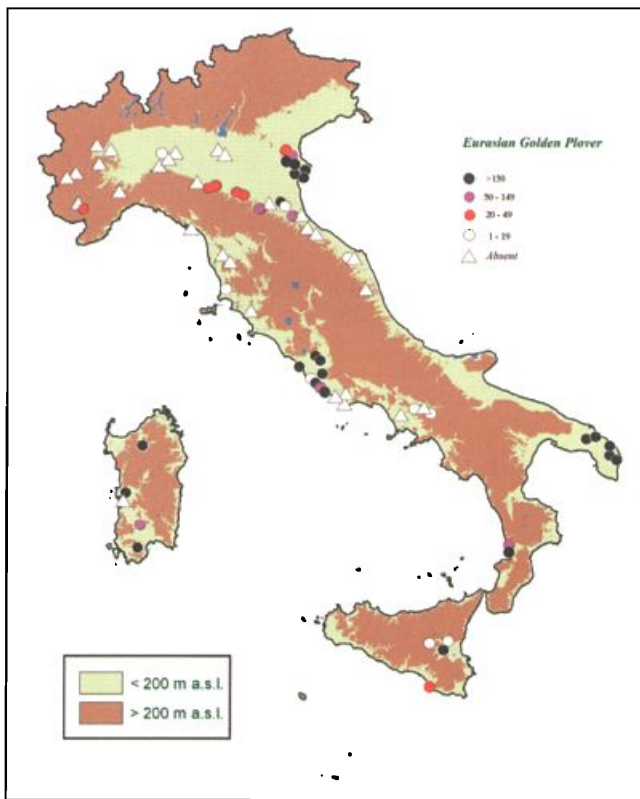 Eurasian Golden Plover
>150
50 - 149
20 - 49
1 - 19
Absent
< 200 m a.s.l.
> 200 m a.s.l.